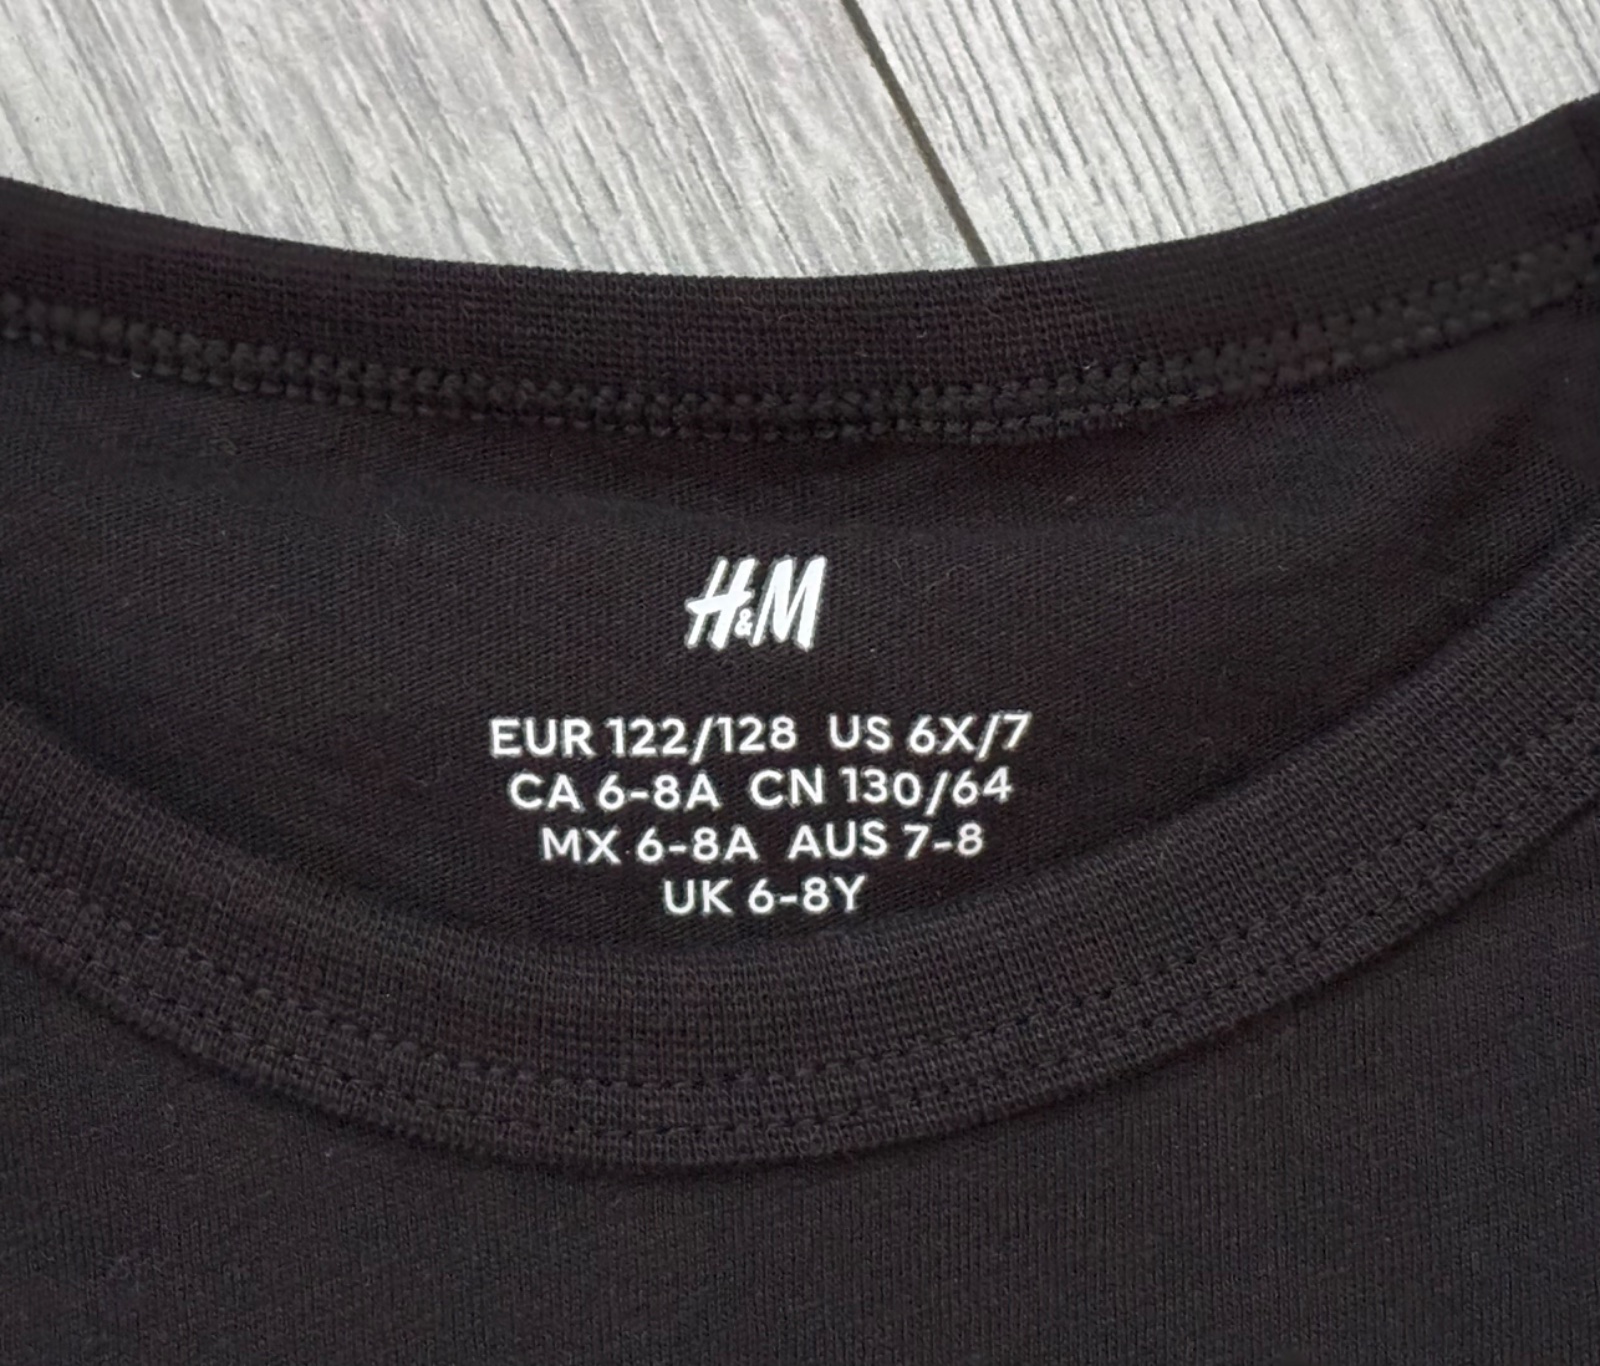 H&M
EUR 122/128 US 6X/7
CA 6-8A CN 130/64
MX 6-8A AUS 7-8
UK 6-8Y